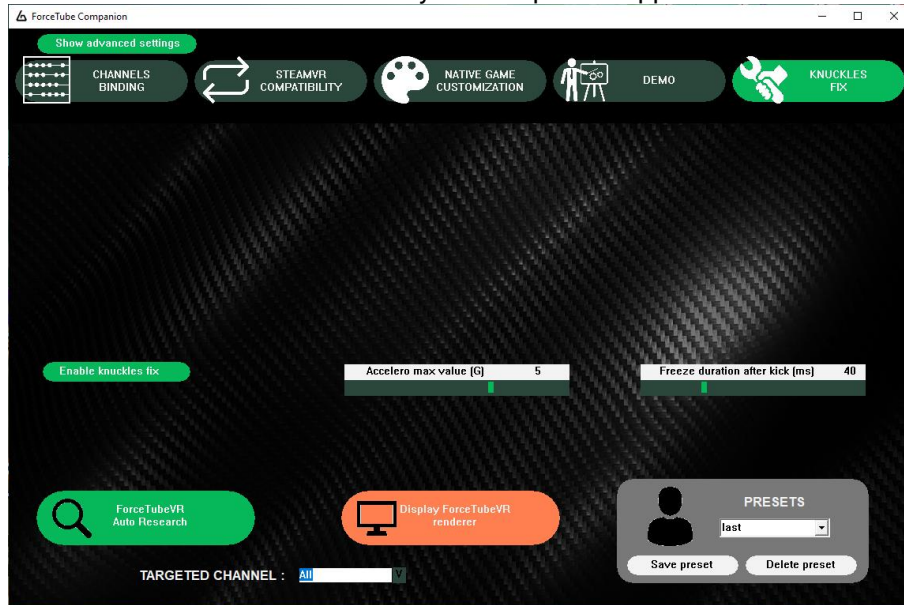 ForceTube Companion
Show advanced settings
CHANNELS
BINDING
STEAMVR
COMPATIBILITY
NATIVE GAME
CUSTOMIZATION
DEMO
KNUCKLES
FIX
Enable knuckles fix
Accelero max value (G) 5
Freeze duration after kick (ms) 40
ForceTubeVR
Auto Research
Display ForceTubeVR
renderer
PRESETS
last
Save preset
Delete preset
TARGETED CHANNEL : All V